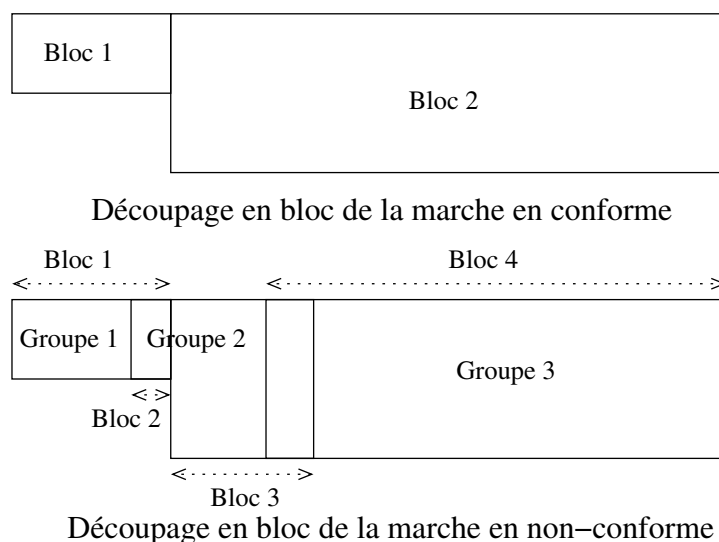 Bloc 1
Bloc 2
Découpage en bloc de la marche en conforme
Bloc 1
Bloc 4
Groupe 1
Groupe 2
Groupe 3
Bloc 2
Bloc 3
Découpage en bloc de la marche en non−conforme